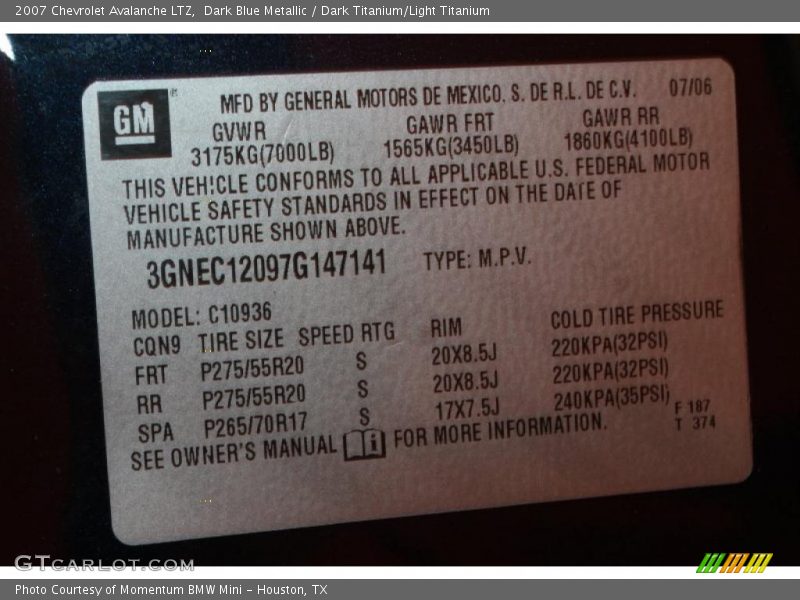 2007 Chevrolet Avalanche LTZ,  Dark Blue Metallic / Dark Titanium/Light Titanium
GM
MFD BY GENERAL MOTORS DE MEXICO, S. DE R.L. DE C.V. 07/06
GVWR GAWR FRT GAWR RR
3175KG(7000LB) 1565KG(3450LB) 1860KG(4100LB)
THIS VEHICLE CONFORMS TO ALL APPLICABLE U.S. FEDERAL MOTOR
VEHICLE SAFETY STANDARDS IN EFFECT ON THE DATE OF
MANUFACTURE SHOWN ABOVE.
3GNEC12097G147141 TYPE: M.P.V.
MODEL: C10936
CQN9 TIRE SIZE SPEED RTG RIM COLD TIRE PRESSURE
FRT P275/55R20 S 20X8.5J 220KPA(32PSI)
RR P275/55R20 S 20X8.5J 220KPA(32PSI)
SPA P265/70R17 S 17X7.5J 240KPA(35PSI)
SEE OWNER'S MANUAL i FOR MORE INFORMATION.
F 187
T 374
GTCARLOT.COM
Photo Courtesy of Momentum BMW Mini - Houston, TX